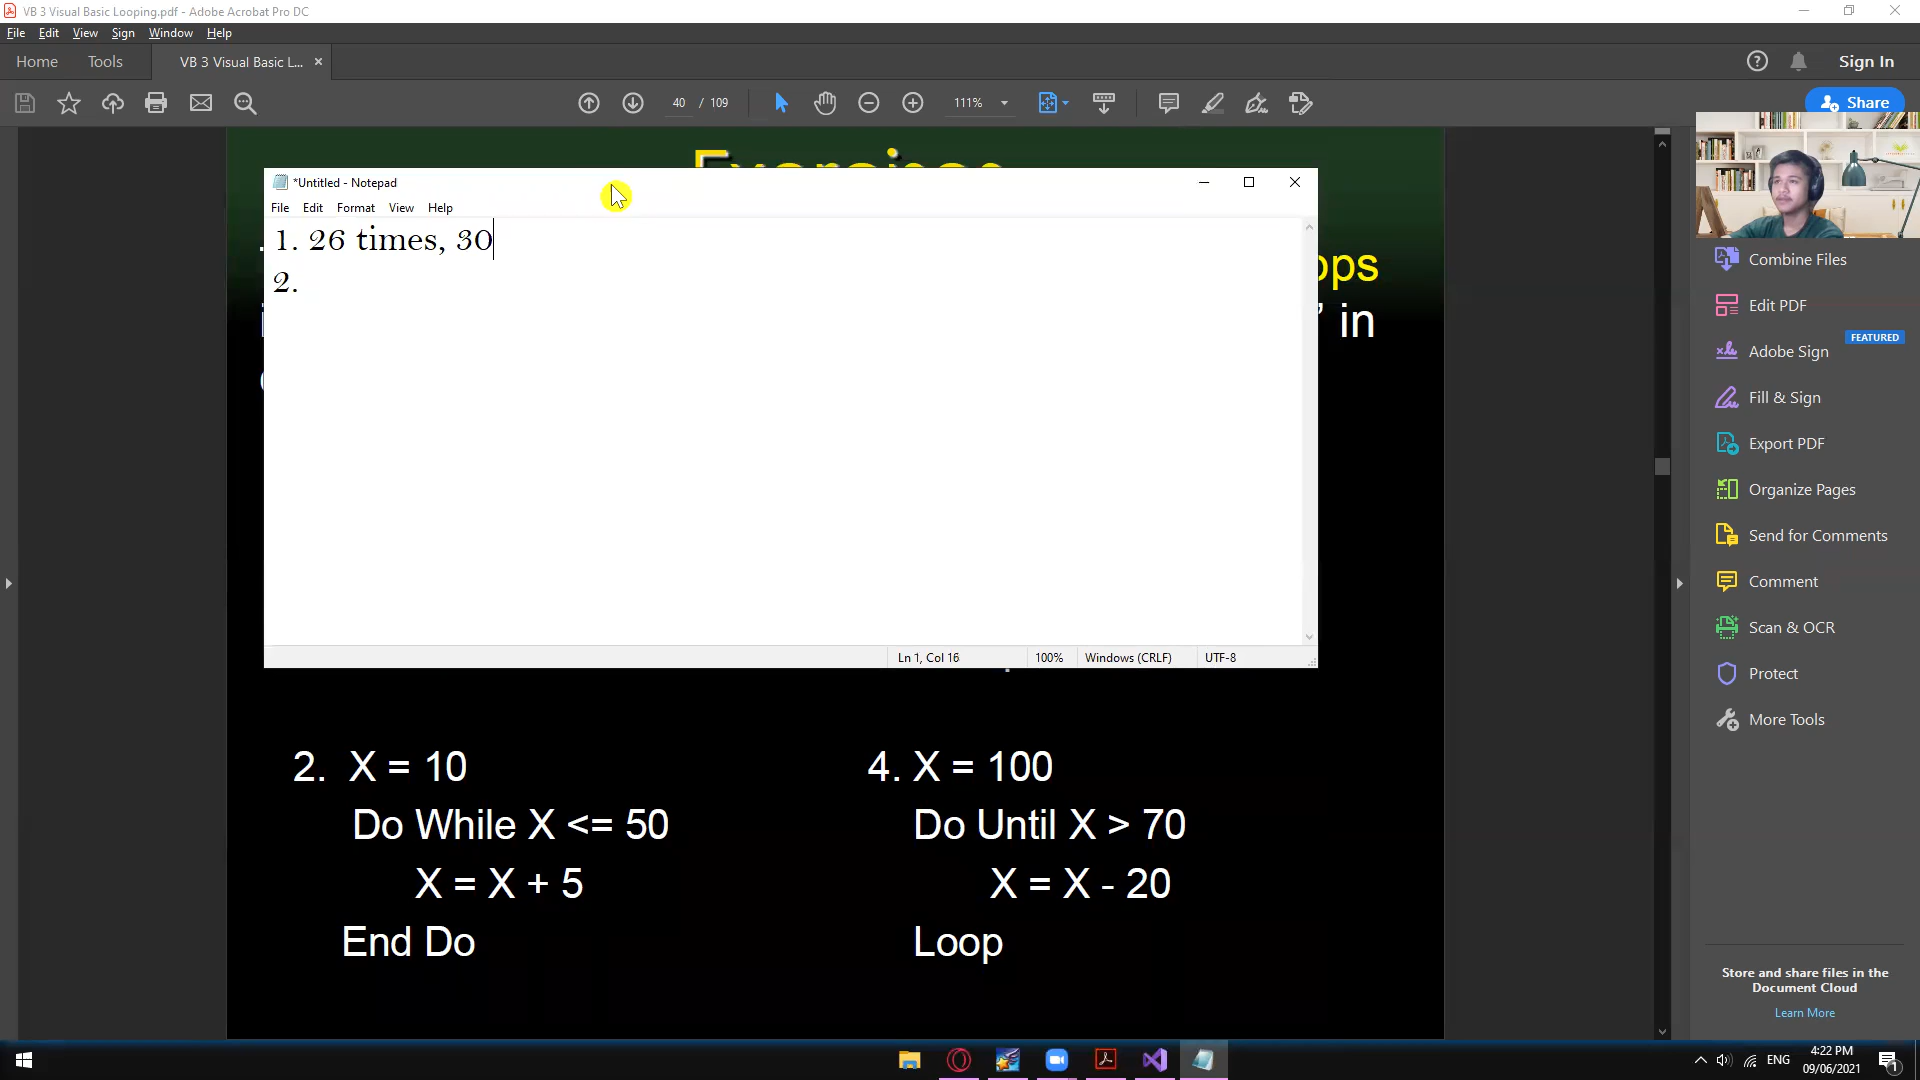 VB 3 Visual Basic Looping.pdf - Adobe Acrobat Pro DC
File Edit View Sign Window Help
Home Tools VB 3 Visual Basic L... ×
Sign In
40 / 109
111%
Share
Exercises
*Untitled - Notepad
File Edit Format View Help
1. 26 times, 30
2.
ops
" in
Ln 1, Col 16 100% Windows (CRLF) UTF-8
2. X = 10
Do While X <= 50
X = X + 5
End Do
4. X = 100
Do Until X > 70
X = X - 20
Loop
Combine Files
Edit PDF
FEATURED
Adobe Sign
Fill & Sign
Export PDF
Organize Pages
Send for Comments
Comment
Scan & OCR
Protect
More Tools
Store and share files in the
Document Cloud
Learn More
ENG
4:22 PM
09/06/2021
1